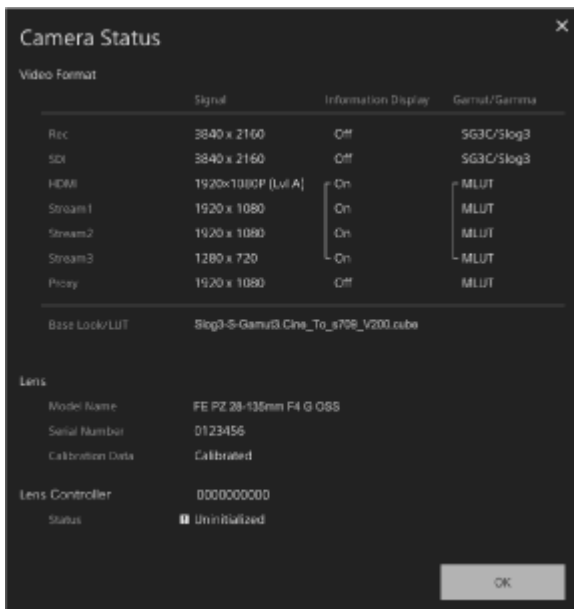 Camera Status
Video Format
Signal Information Display Gamut/Gamma
Rec 3840 x 2160 Off SG3C/Slog3
SDI 3840 x 2160 Off SG3C/Slog3
HDMI 1920×1080P (Lvl A) On MLUT
Stream1 1920 x 1080 On MLUT
Stream2 1920 x 1080 On MLUT
Stream3 1280 x 720 On MLUT
Proxy 1920 x 1080 Off MLUT
Base Look/LUT Slog3-S-Gamut3.Cine_To_s709_V200.cube
Lens
Model Name FE PZ 28-135mm F4 G OSS
Serial Number 0123456
Calibration Data Calibrated
Lens Controller 0000000000
Status Uninitialized
OK